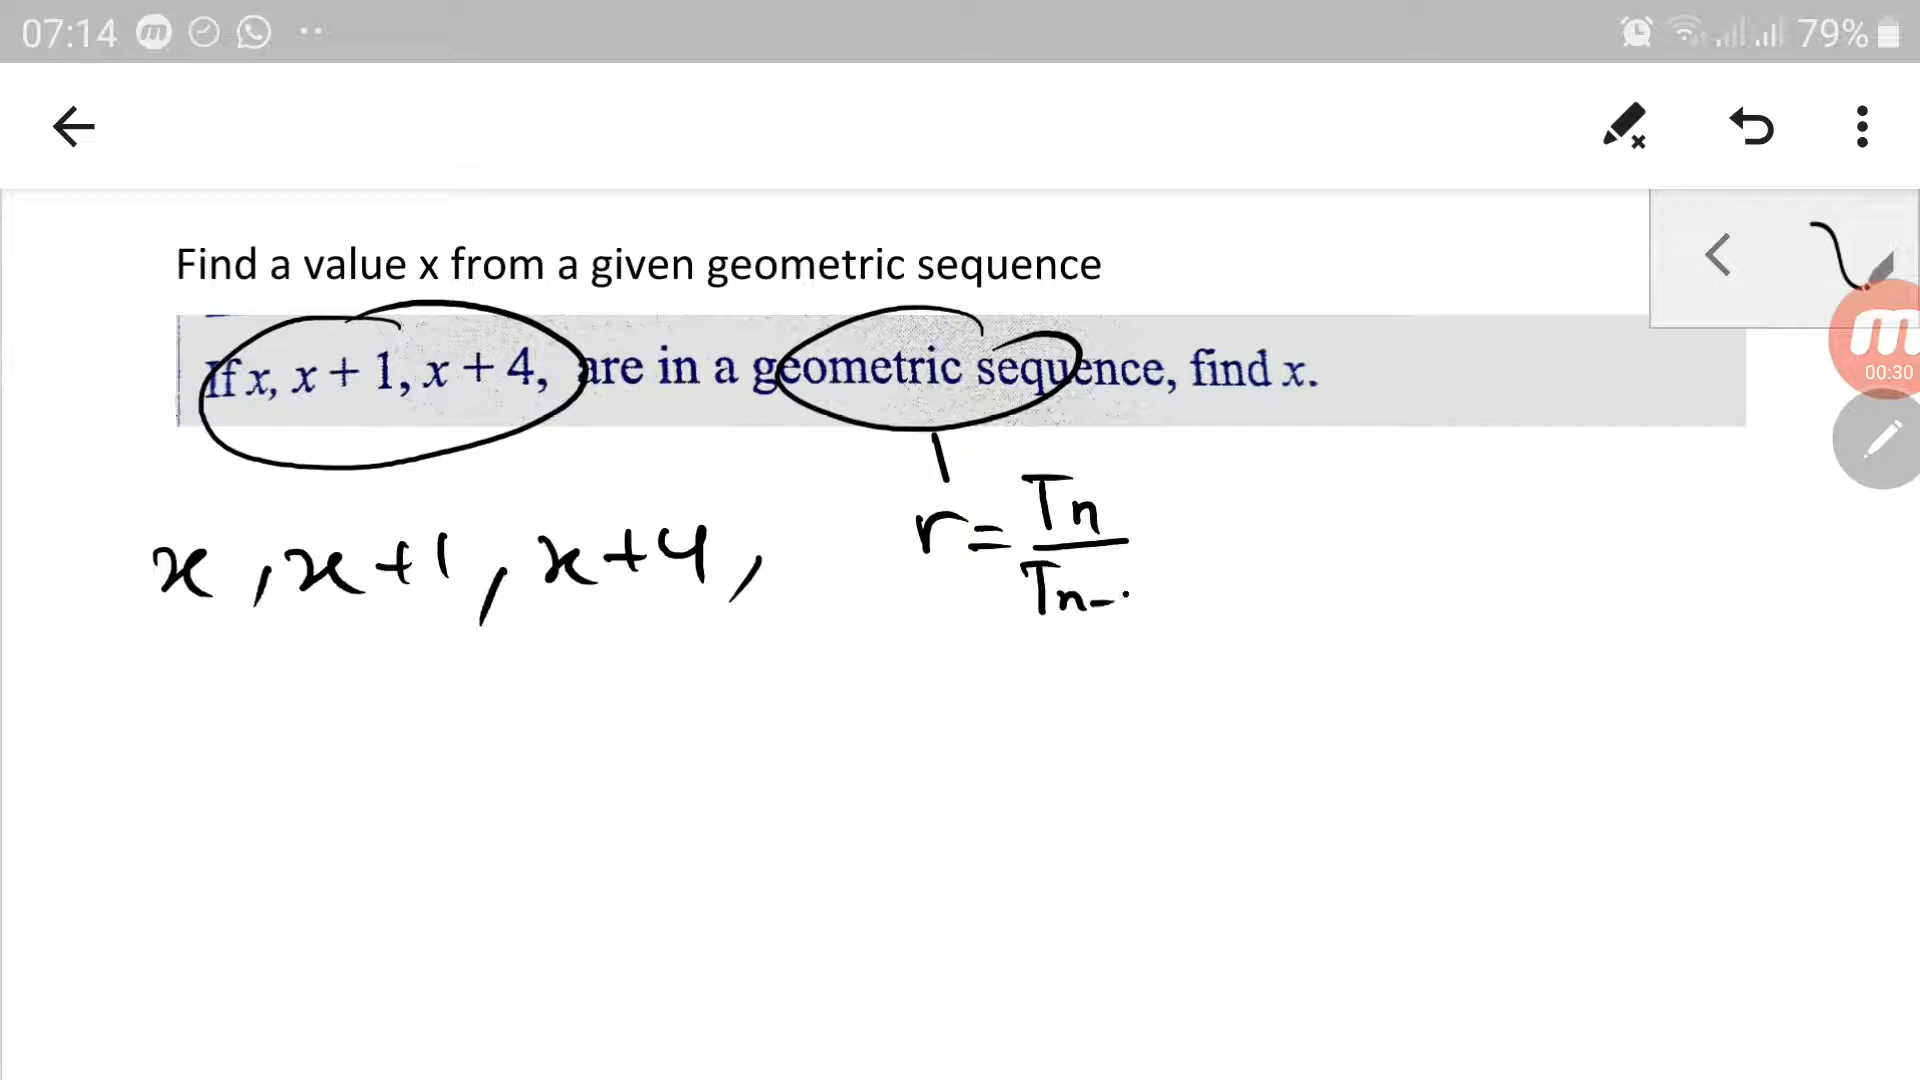 07:14
79%
Find a value x from a given geometric sequence
If x, x + 1, x + 4, are in a geometric sequence, find x.
00:30
x , x+1 , x+4 ,
r = Tn
Tn-